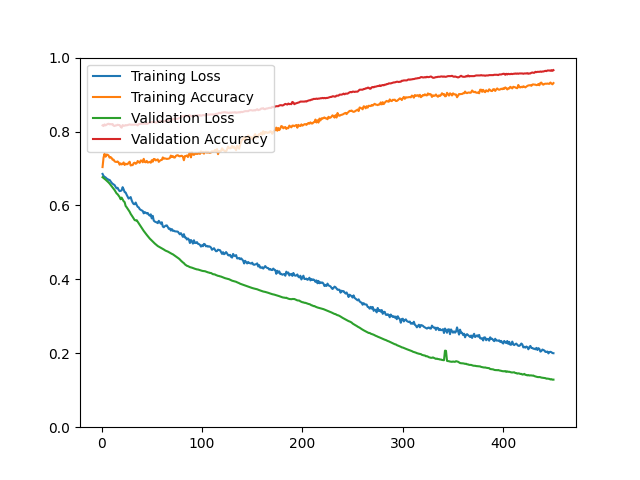 1.0
0.8
0.6
0.4
0.2
0.0
Training Loss
Training Accuracy
Validation Loss
Validation Accuracy
0 100 200 300 400